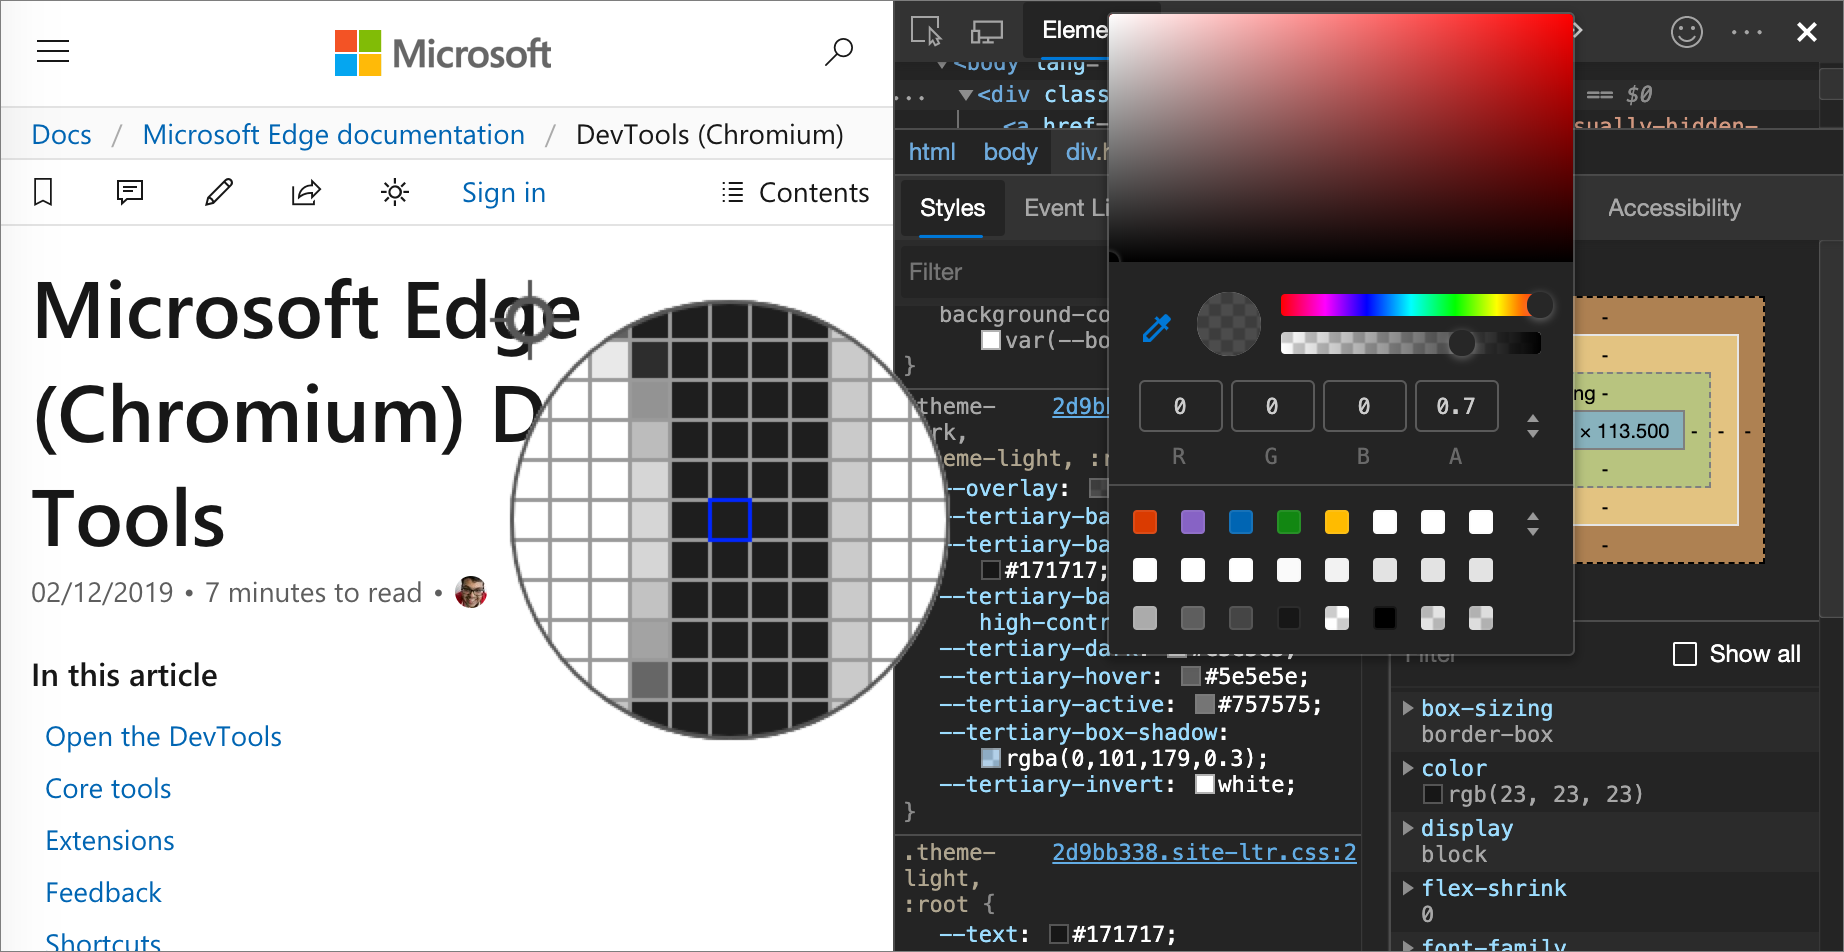 Microsoft
Docs / Microsoft Edge documentation / DevTools (Chromium)
Sign in
Contents
Microsoft Edge
(Chromium) D
Tools
02/12/2019 • 7 minutes to read •
In this article
Open the DevTools
Core tools
Extensions
Feedback
Shortcuts
Eleme
<body lang=
... <div class == $0
<a href= sually-hidden-
html body div.h
Styles Event Li Accessibility
Filter
background-co
var(--bo
}
theme- 2d9bb
rk,
eme-light, :r
--overlay:
--tertiary-ba
--tertiary-ba
#171717;
--tertiary-ba
high-contr
--tertiary-dark:
--tertiary-hover: #5e5e5e;
--tertiary-active: #757575;
--tertiary-box-shadow:
rgba(0,101,179,0.3);
--tertiary-invert: white;
}
.theme- 2d9bb338.site-ltr.css:2
light,
:root {
--text: #171717;
0 0 0 0.7
R G B A
-
-
ng -
× 113.500 - - -
-
-
-
Filter Show all
box-sizing
border-box
color
rgb(23, 23, 23)
display
block
flex-shrink
0
font-family